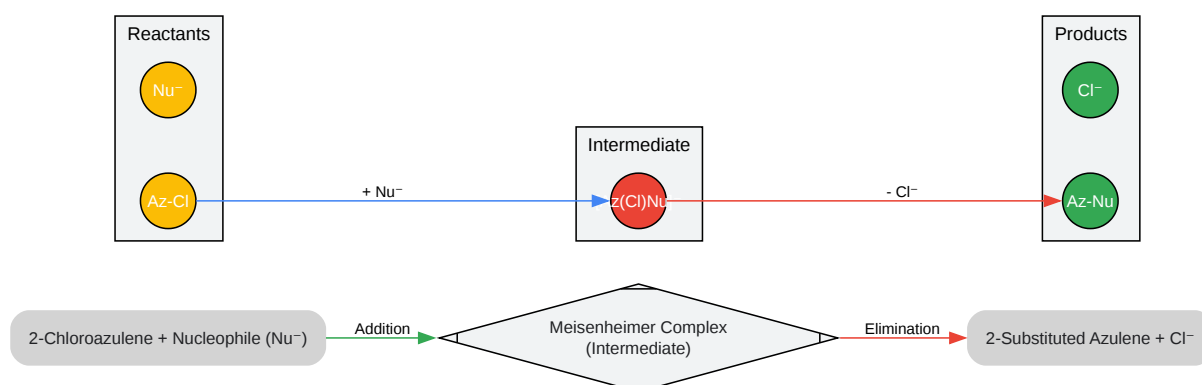 Reactants
Products
Nu⁻
Cl⁻
Intermediate
Az-Cl
+ Nu⁻
z(Cl)Nu
- Cl⁻
Az-Nu
2-Chloroazulene + Nucleophile (Nu⁻)
Addition
Meisenheimer Complex
(Intermediate)
Elimination
2-Substituted Azulene + Cl⁻